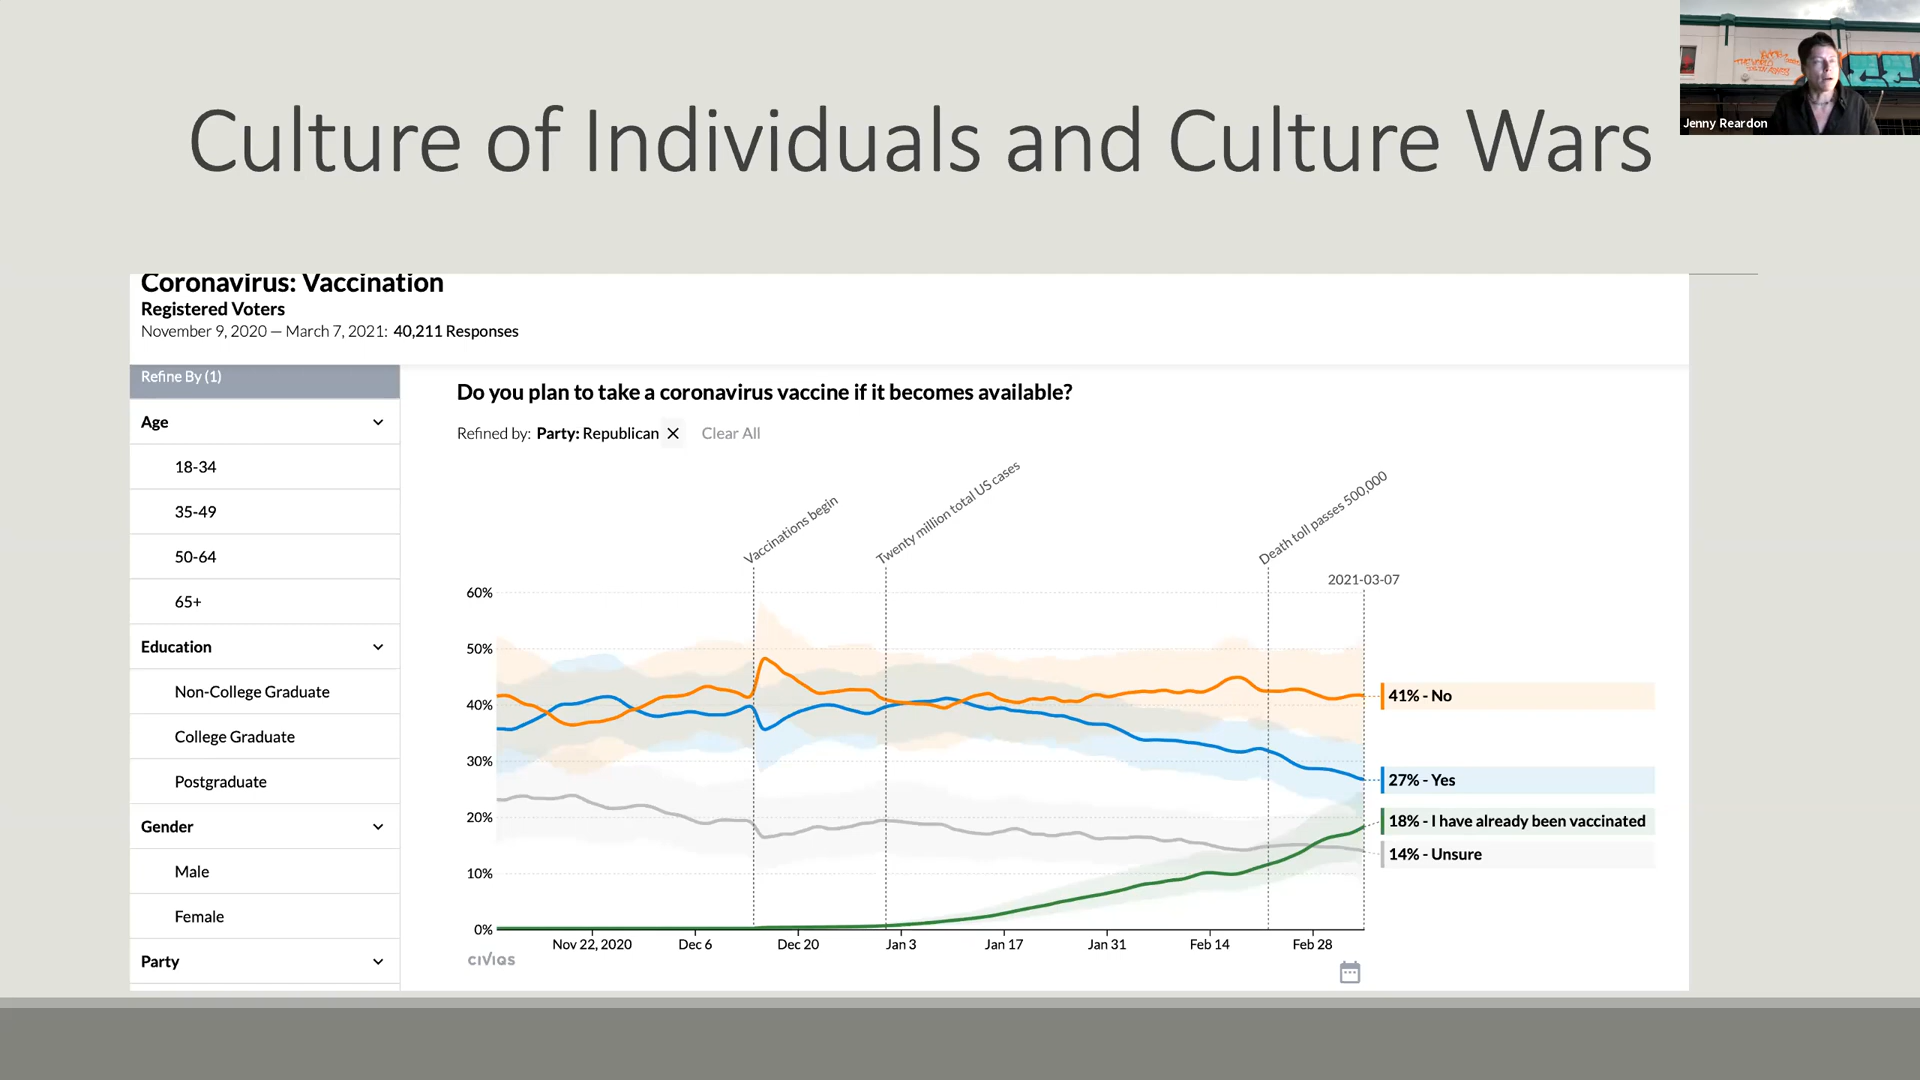 Culture of Individuals and Culture Wars
Jenny Reardon
Coronavirus: Vaccination
Registered Voters
November 9, 2020 — March 7, 2021: 40,211 Responses
Refine By (1)
Age
18-34
35-49
50-64
65+
Education
Non-College Graduate
College Graduate
Postgraduate
Gender
Male
Female
Party
Do you plan to take a coronavirus vaccine if it becomes available?
Refined by: Party: Republican Clear All
Vaccinations begin
Twenty million total US cases
Death toll passes 500,000
2021-03-07
60%
50%
40%
30%
20%
10%
0%
41% - No
27% - Yes
18% - I have already been vaccinated
14% - Unsure
Nov 22, 2020 Dec 6 Dec 20 Jan 3 Jan 17 Jan 31 Feb 14 Feb 28
CIVIQS